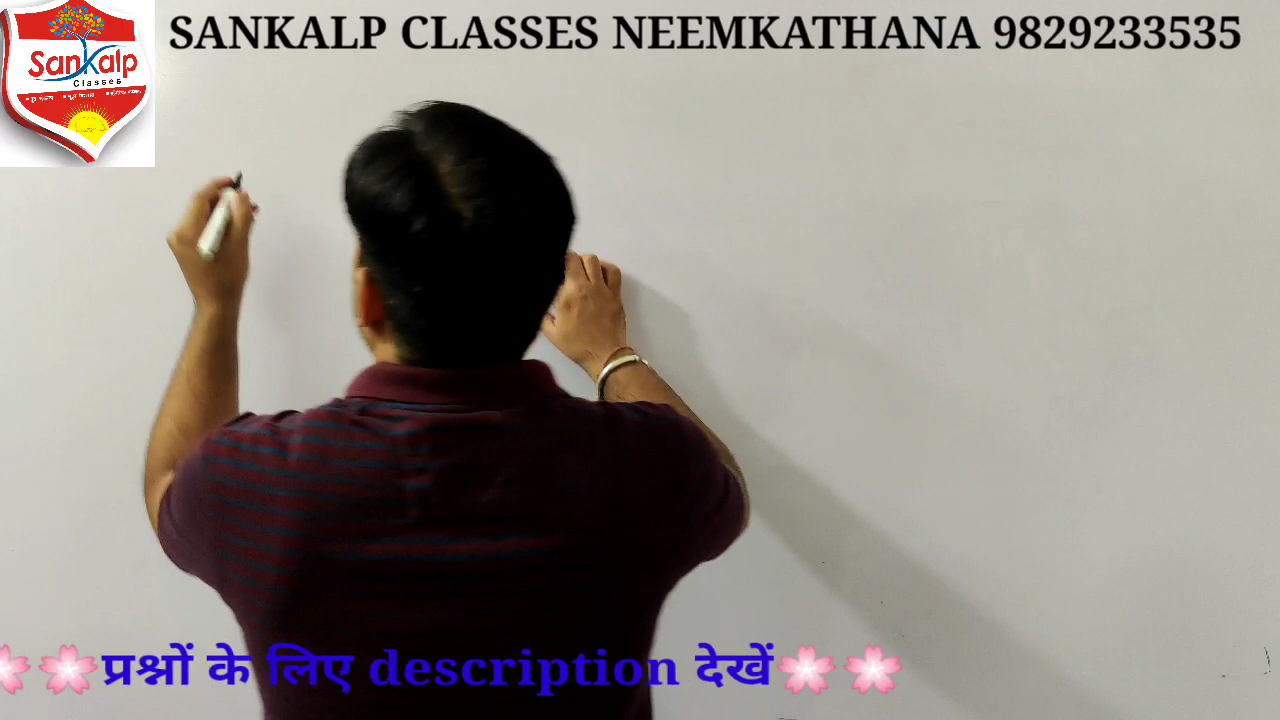 SANKALP CLASSES NEEMKATHANA 9829233535
Sankalp
Classes
🌸🌸प्रश्नों के लिए description देखें🌸🌸